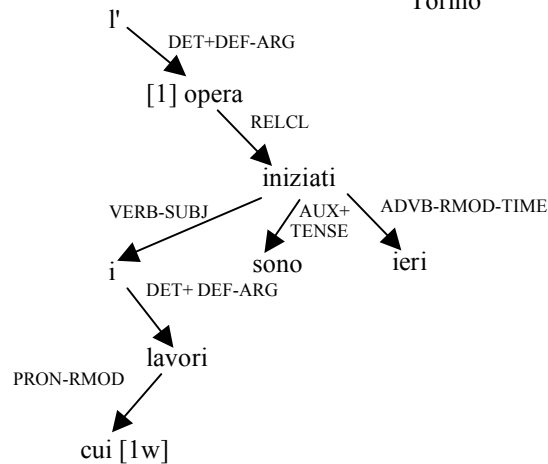 Torino
l'
DET+DEF-ARG
[1] opera
RELCL
iniziati
VERB-SUBJ
AUX+
TENSE
ADVB-RMOD-TIME
i
sono
ieri
DET+ DEF-ARG
lavori
PRON-RMOD
cui [1w]